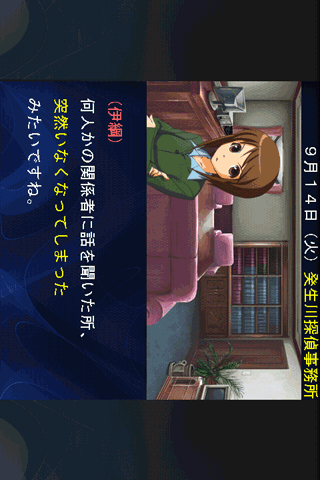 9月14日（火）発生川探偵事務所
（伊綱）
何人かの関係者に話を聞いた所、
突然いなくなってしまった
みたいですね。